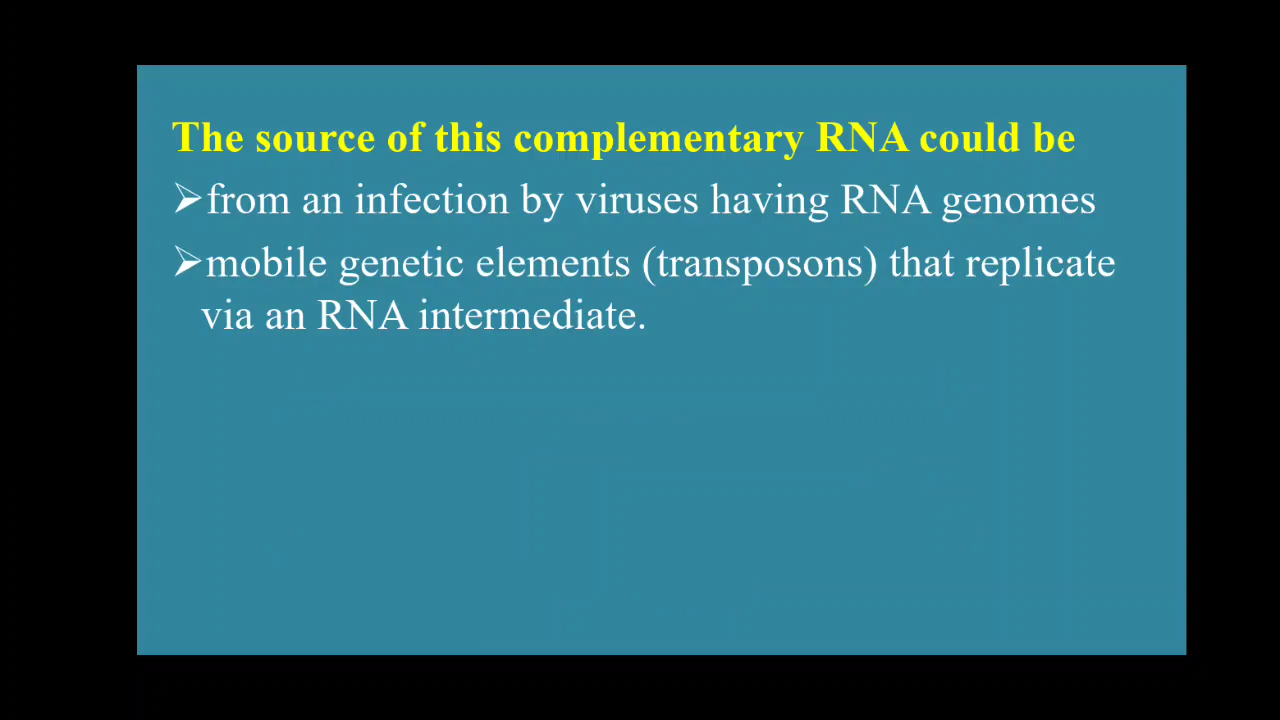 The source of this complementary RNA could be
➢from an infection by viruses having RNA genomes
➢mobile genetic elements (transposons) that replicate
via an RNA intermediate.